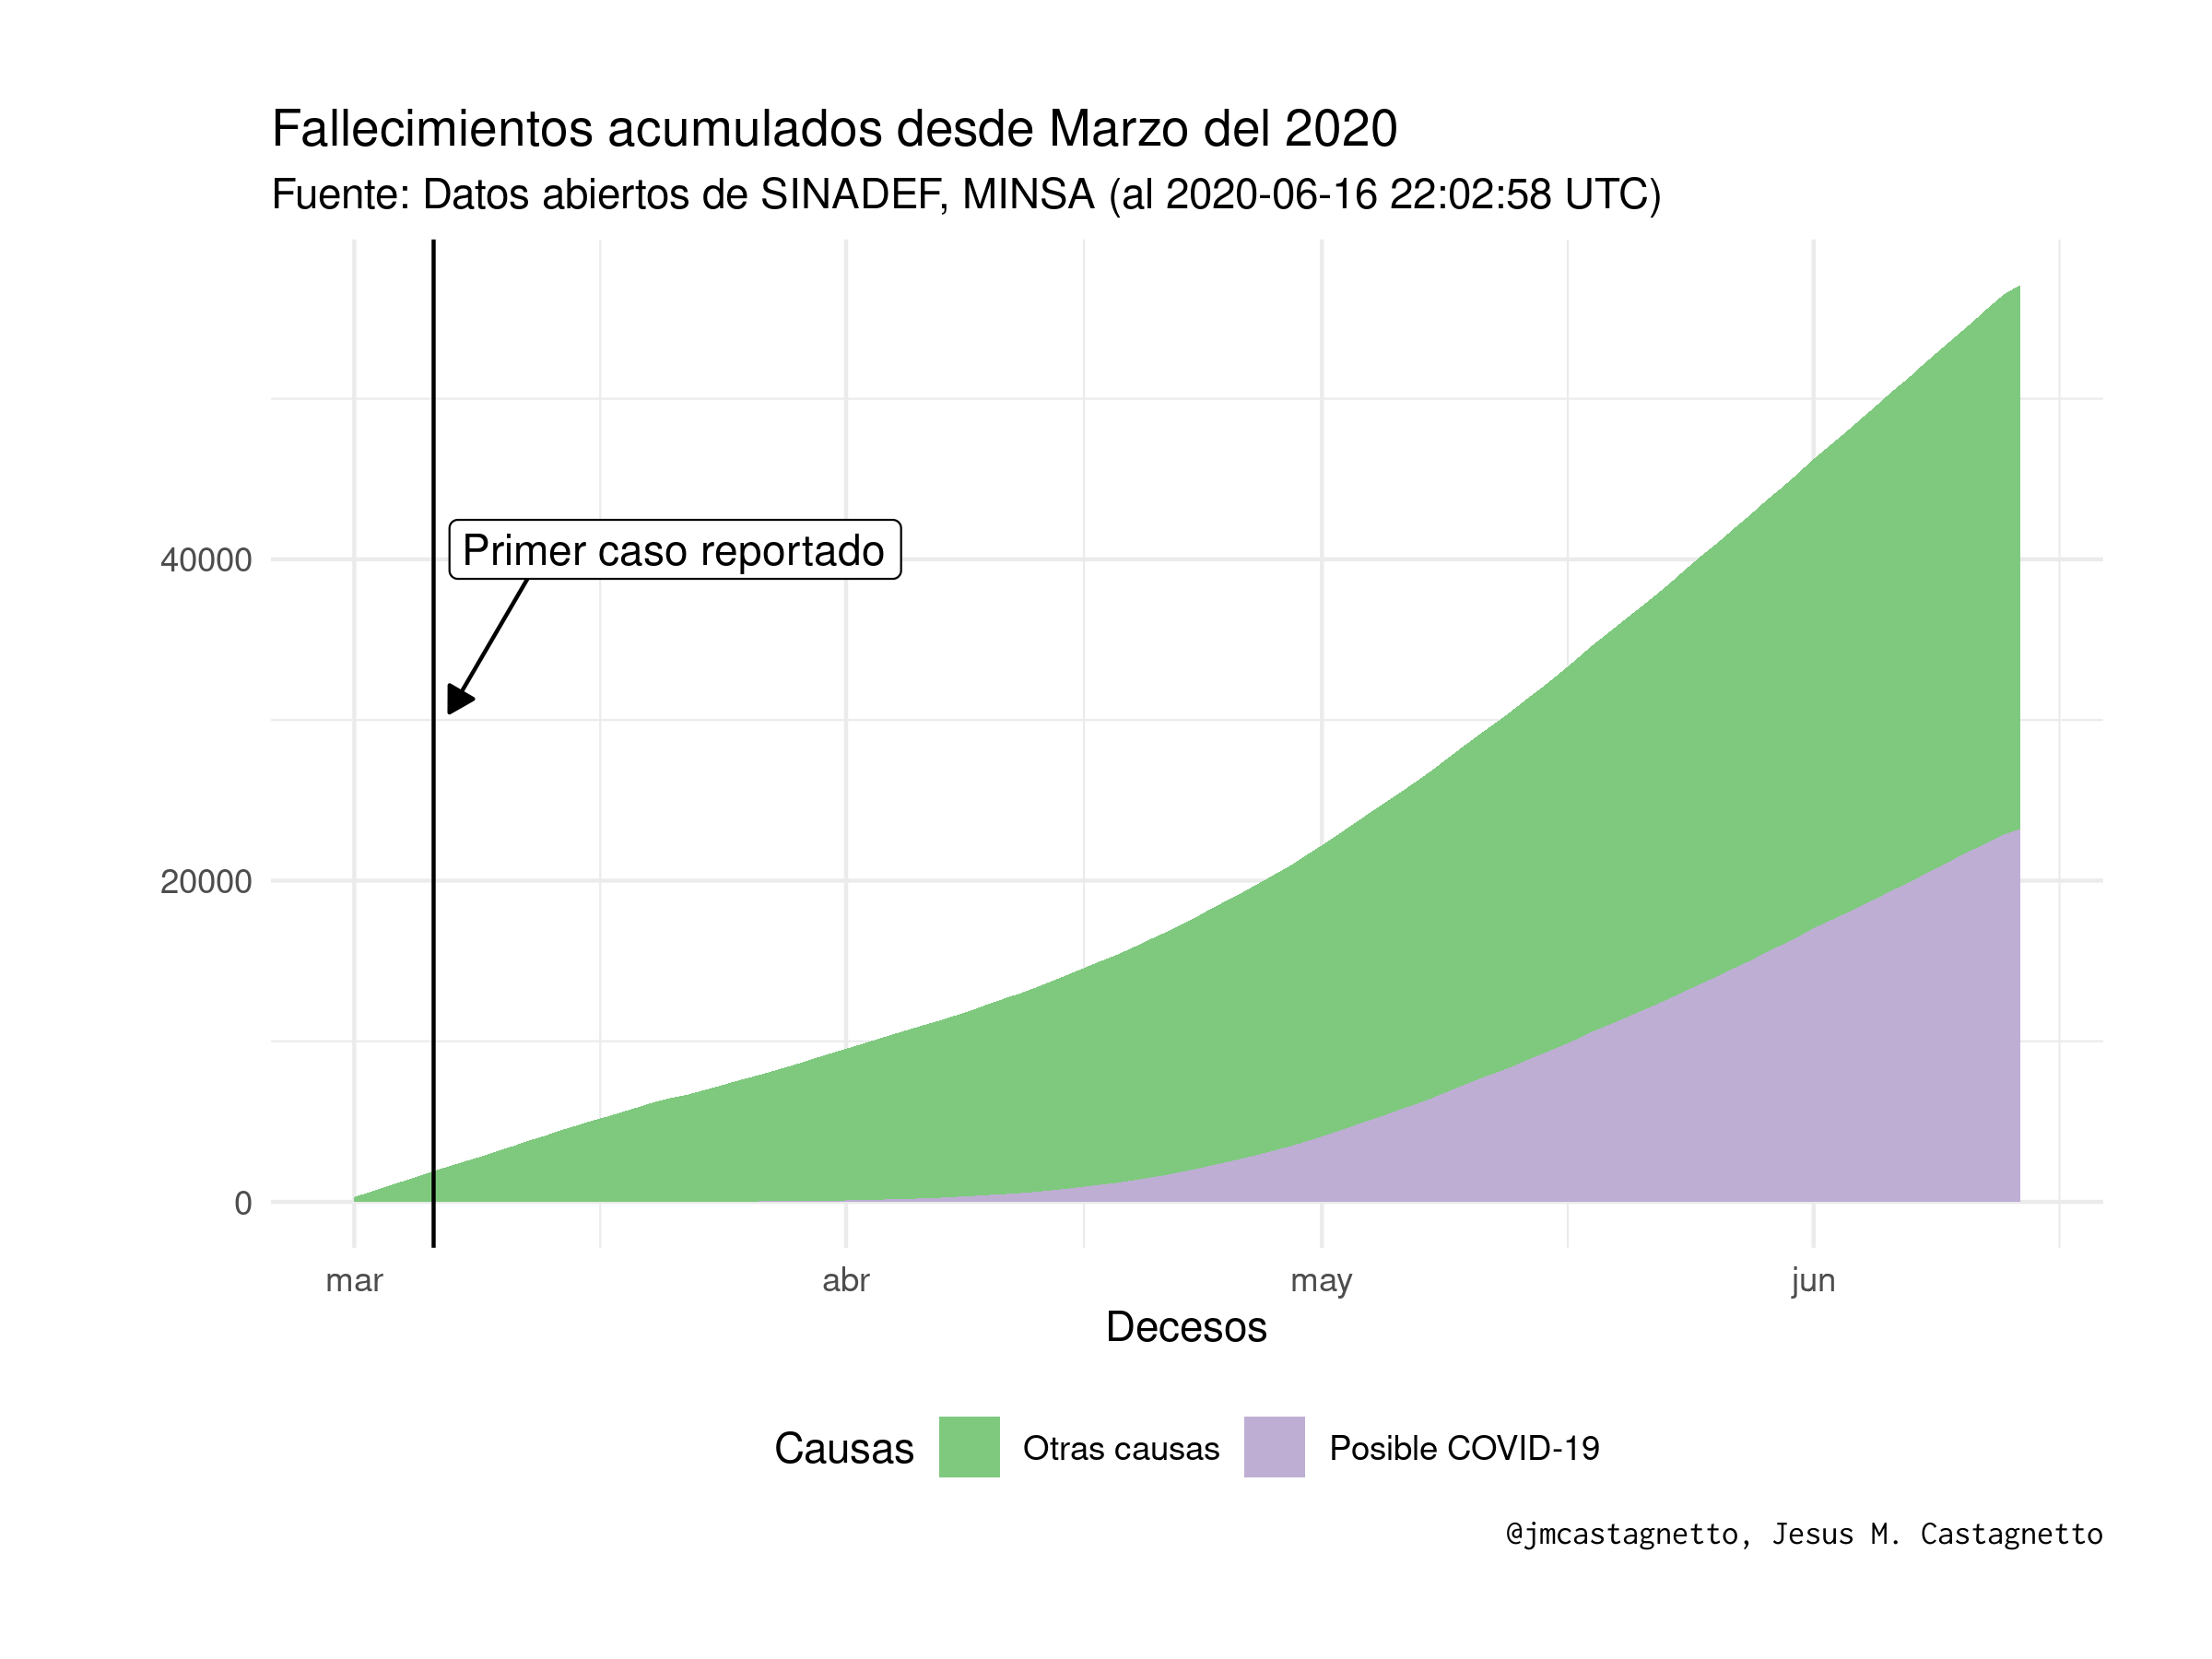 Fallecimientos acumulados desde Marzo del 2020
Fuente: Datos abiertos de SINADEF, MINSA (al 2020-06-16 22:02:58 UTC)
Primer caso reportado
40000
20000
0
mar abr may jun
Decesos
Causas Otras causas Posible COVID-19
@jmcastagnetto, Jesus M. Castagnetto